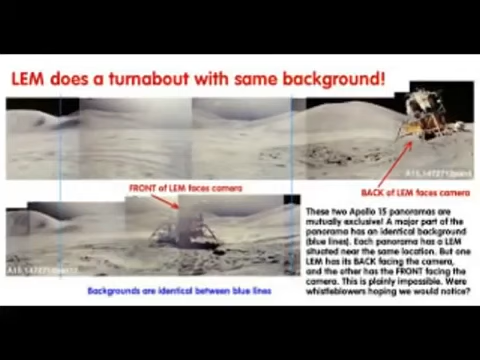 LEM does a turnabout with same background!
FRONT of LEM faces camera
BACK of LEM faces camera
These two Apollo 15 panoramas are
mutually exclusive! A major part of the
panorama has an identical background
(blue lines). Each panorama has a LEM
situated near the same location. But one
LEM has its BACK facing the camera,
and the other has the FRONT facing the
camera. This is plainly impossible. Were
whistleblowers hoping we would notice?
Backgrounds are identical between blue lines